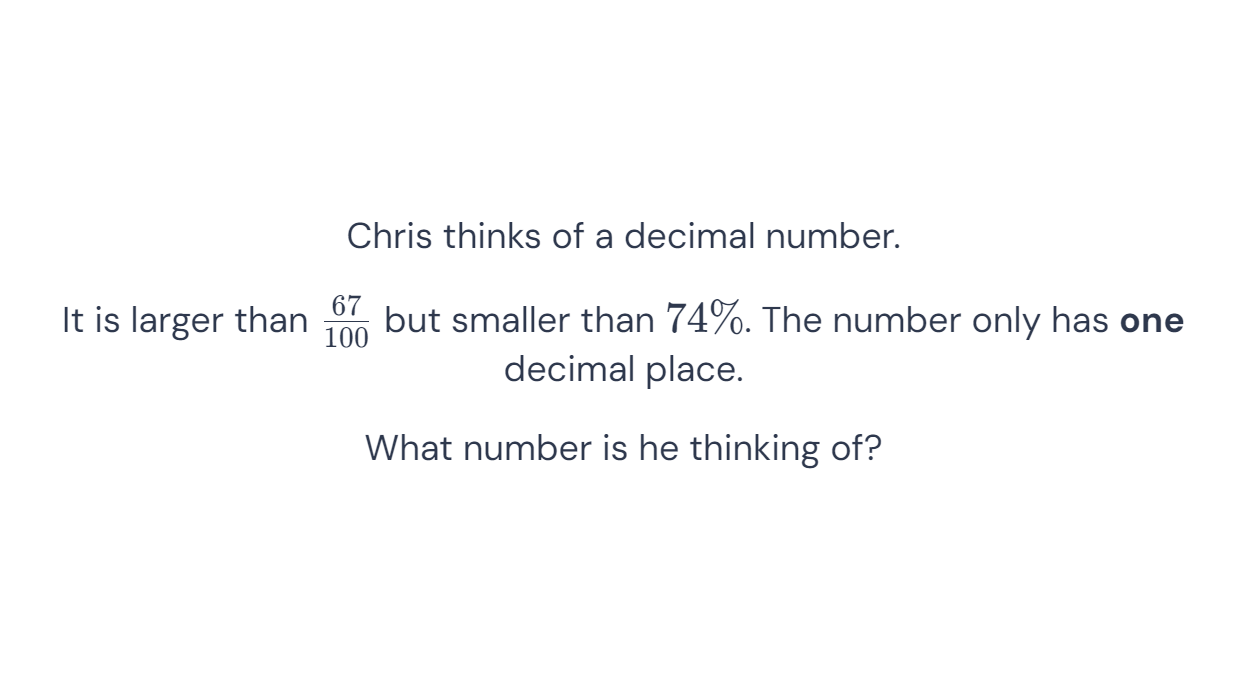 Chris thinks of a decimal number.
It is larger than 67/100 but smaller than 74%. The number only has one
decimal place.
What number is he thinking of?